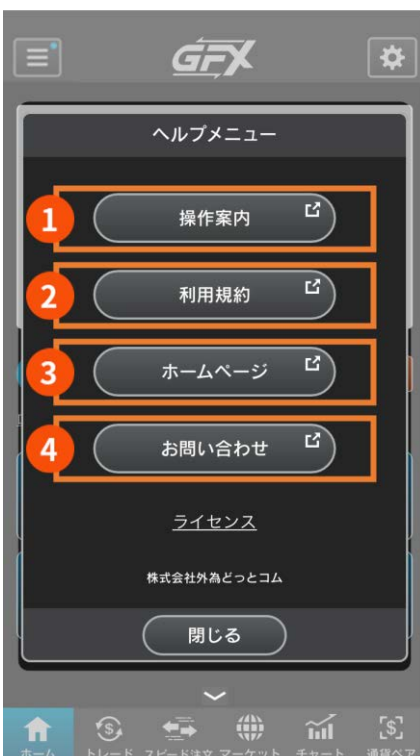 GFX
ヘルプメニュー
1
操作案内
2
利用規約
3
ホームページ
4
お問い合わせ
ライセンス
株式会社外為どっとコム
閉じる
ホーム トレード スピード注文 マーケット チャート 通貨ペア